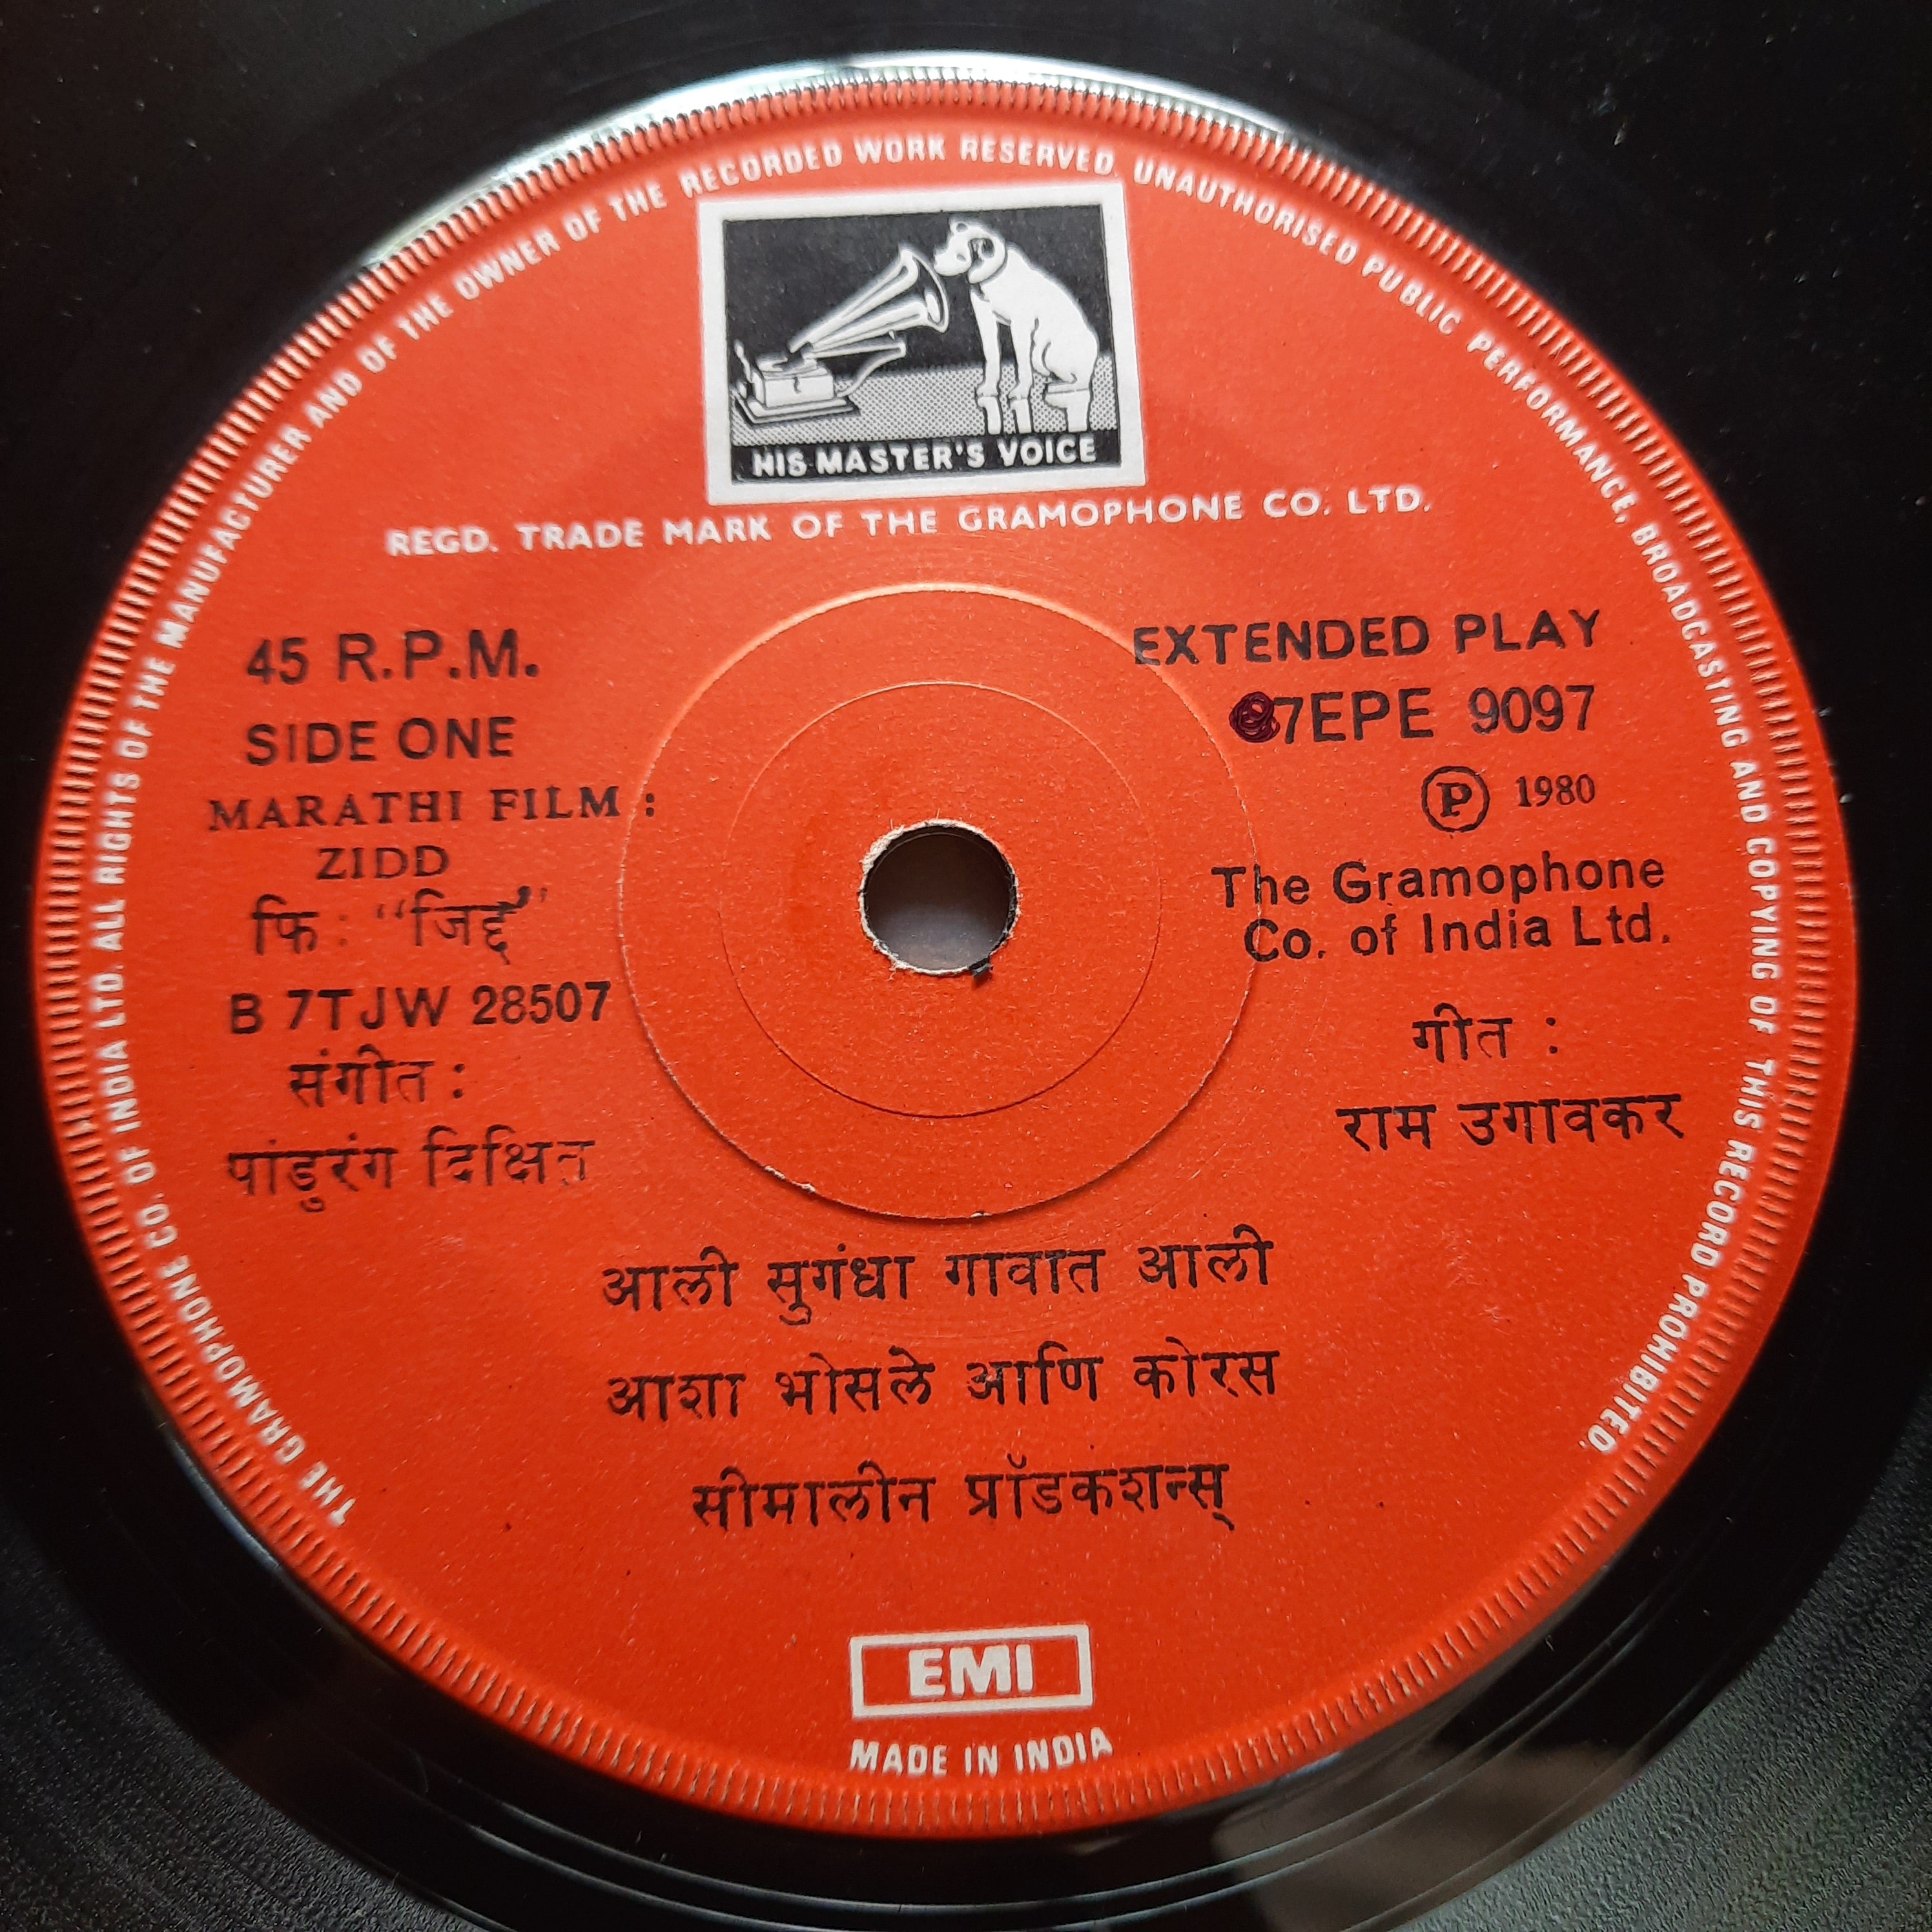 THE GRAMOPHONE CO. OF INDIA LTD. ALL RIGHTS OF THE MANUFACTURER AND OF THE OWNER OF THE RECORDED WORK RESERVED. UNAUTHORISED PUBLIC PERFORMANCE, BROADCASTING AND COPYING OF THIS RECORD PROHIBITED.
HIS MASTER'S VOICE
REGD. TRADE MARK OF THE GRAMOPHONE CO. LTD.
45 R.P.M.
SIDE ONE
MARATHI FILM :
ZIDD
फि : "जिद्द"
B 7TJW 28507
संगीत :
पांडुरंग दिक्षित
EXTENDED PLAY
7EPE 9097
Ⓟ 1980
The Gramophone
Co. of India Ltd.
गीत :
राम उगावकर
आली सुगंधा गावात आली
आशा भोसले आणि कोरस
सीमालीन प्रॉडकशन्स्
EMI
MADE IN INDIA